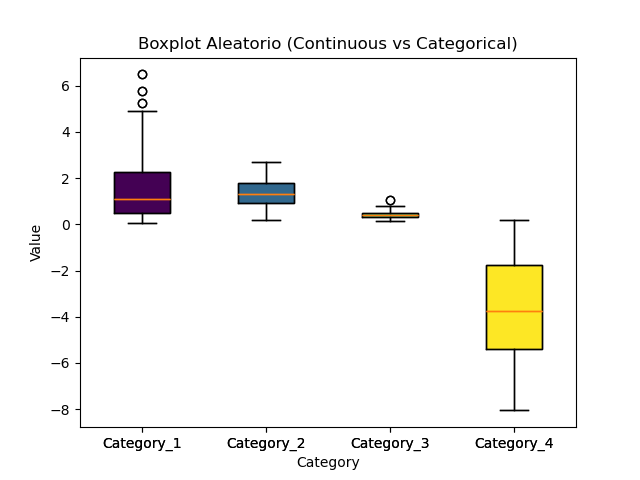 Boxplot Aleatorio (Continuous vs Categorical)
6
4
2
0
−2
−4
−6
−8
Value
Category_1 Category_2 Category_3 Category_4
Category